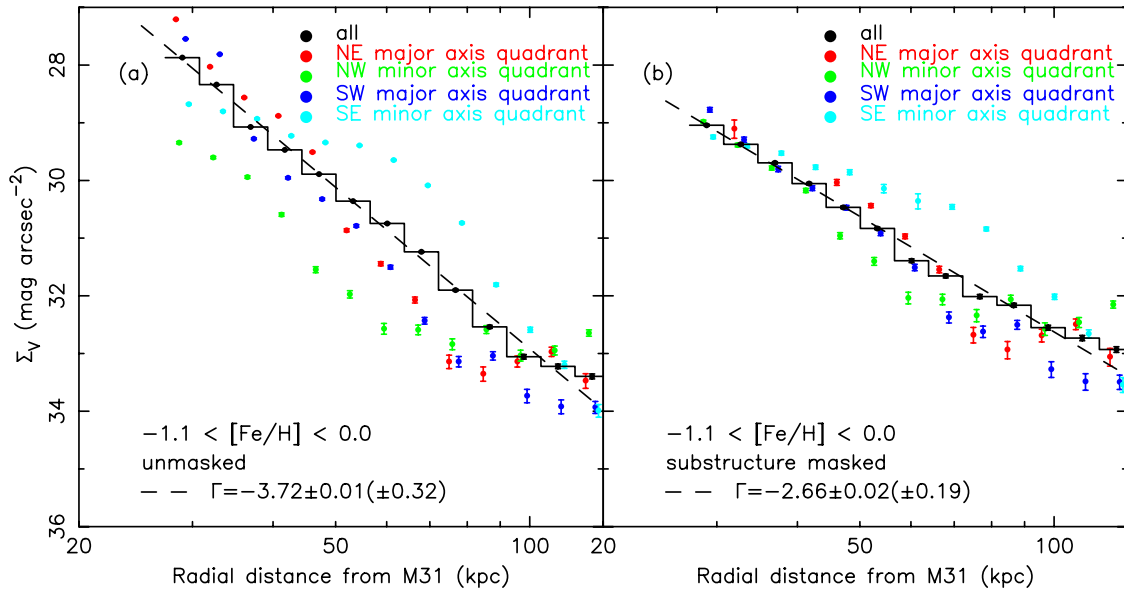 28
30
32
34
36
Σ_V (mag arcsec⁻²)
(a)
all
NE major axis quadrant
NW minor axis quadrant
SW major axis quadrant
SE minor axis quadrant
−1.1 < [Fe/H] < 0.0
unmasked
Γ=−3.72±0.01(±0.32)
20
50
100
Radial distance from M31 (kpc)
(b)
all
NE major axis quadrant
NW minor axis quadrant
SW major axis quadrant
SE minor axis quadrant
−1.1 < [Fe/H] < 0.0
substructure masked
Γ=−2.66±0.02(±0.19)
20
50
100
Radial distance from M31 (kpc)